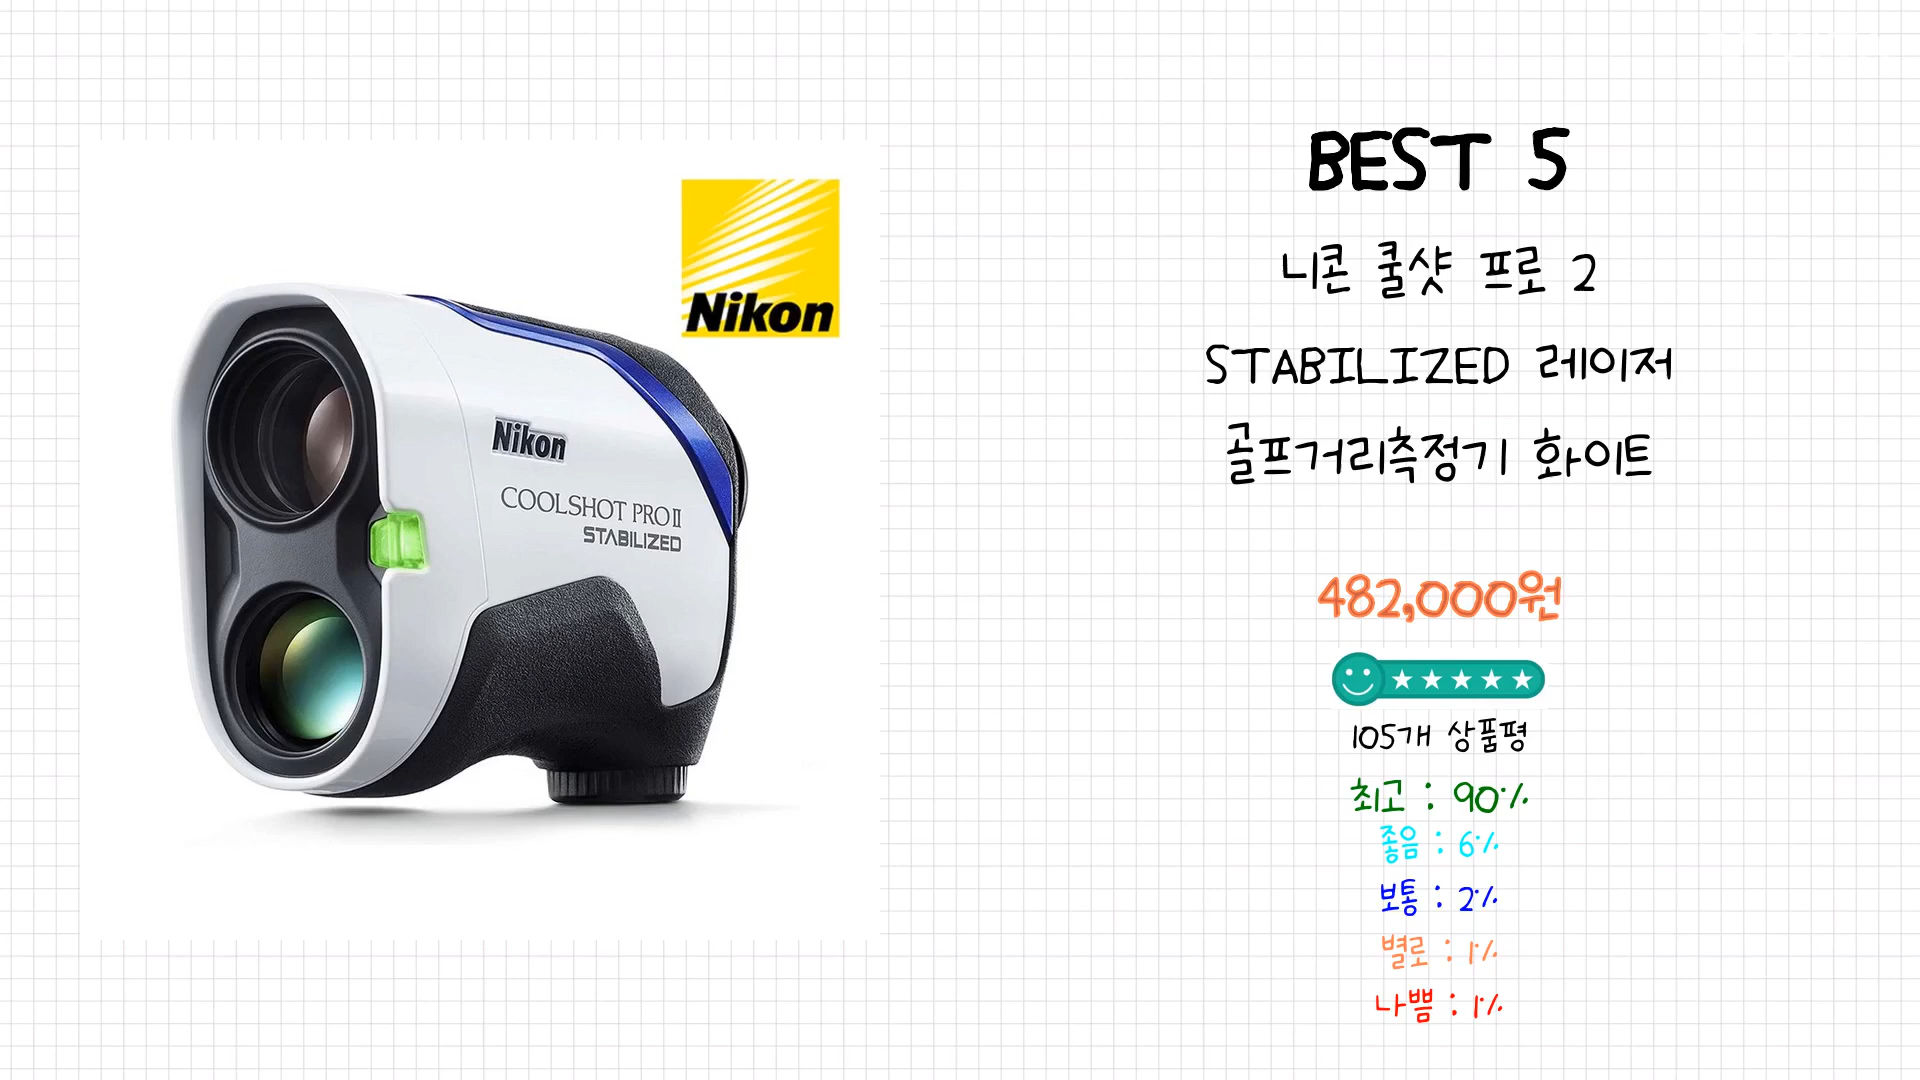 Nikon
Nikon
COOLSHOT PRO II
STABILIZED
BEST 5
니콘 쿨샷 프로 2
STABILIZED 레이저
골프거리측정기 화이트
482,000원
105개 상품평
최고 : 90%
좋음 : 6%
보통 : 2%
별로 : 1%
나쁨 : 1%